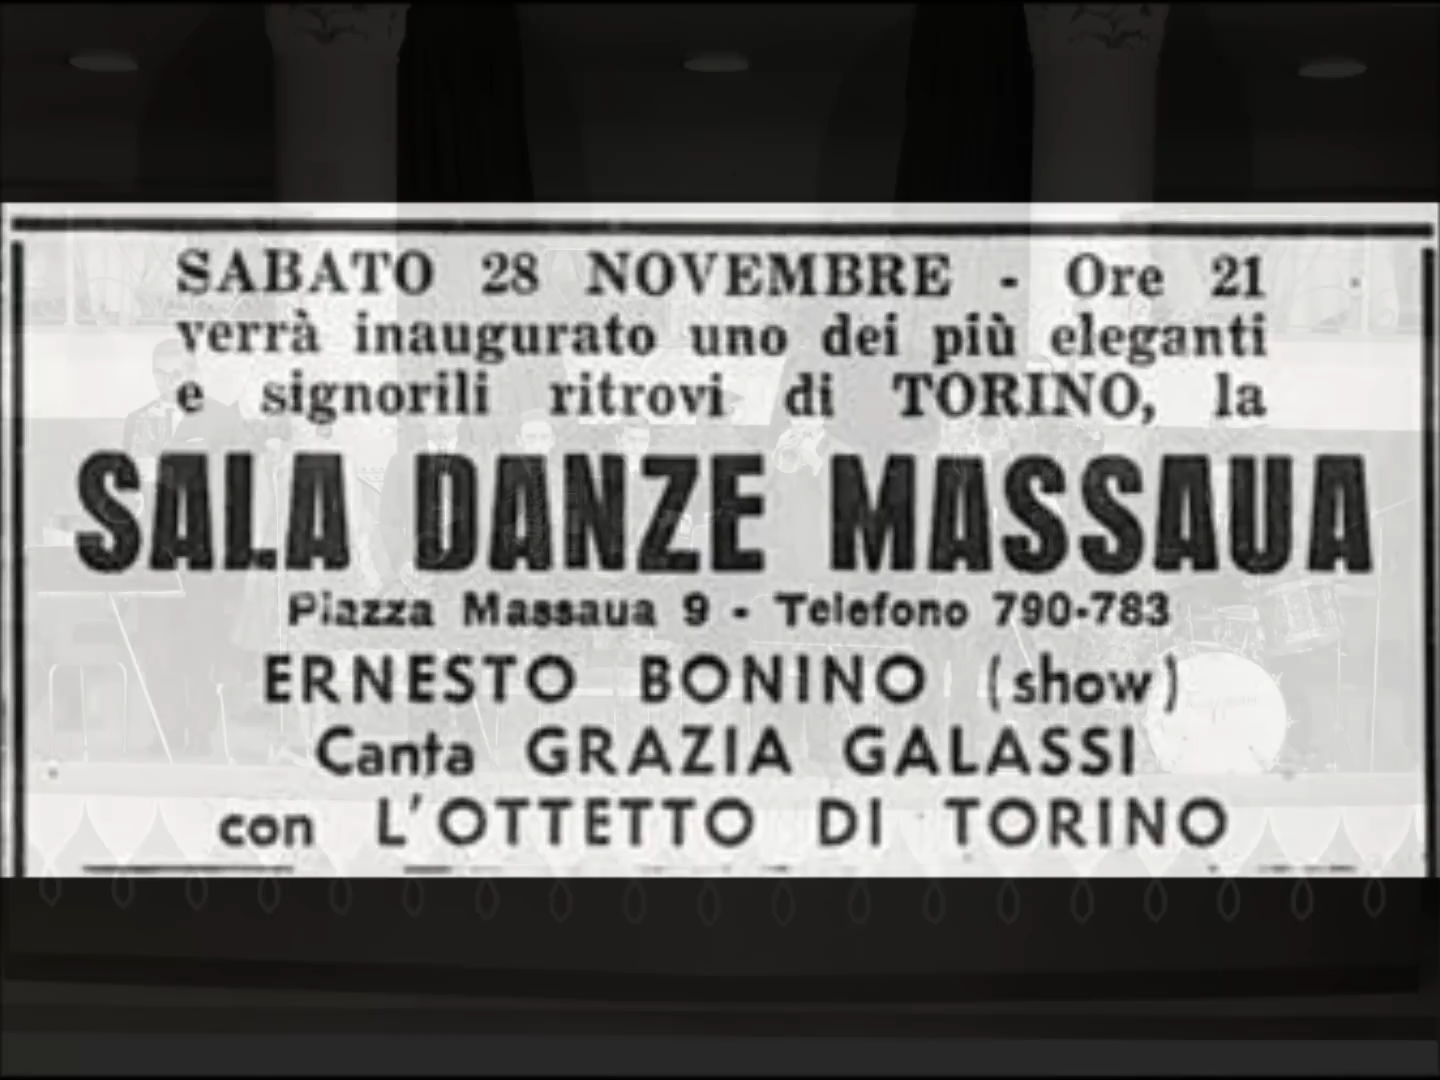 SABATO 28 NOVEMBRE - Ore 21
verrà inaugurato uno dei più eleganti
e signorili ritrovi di TORINO, la
SALA DANZE MASSAUA
Piazza Massaua 9 - Telefono 790-783
ERNESTO BONINO (show)
Canta GRAZIA GALASSI
con L'OTTETTO DI TORINO